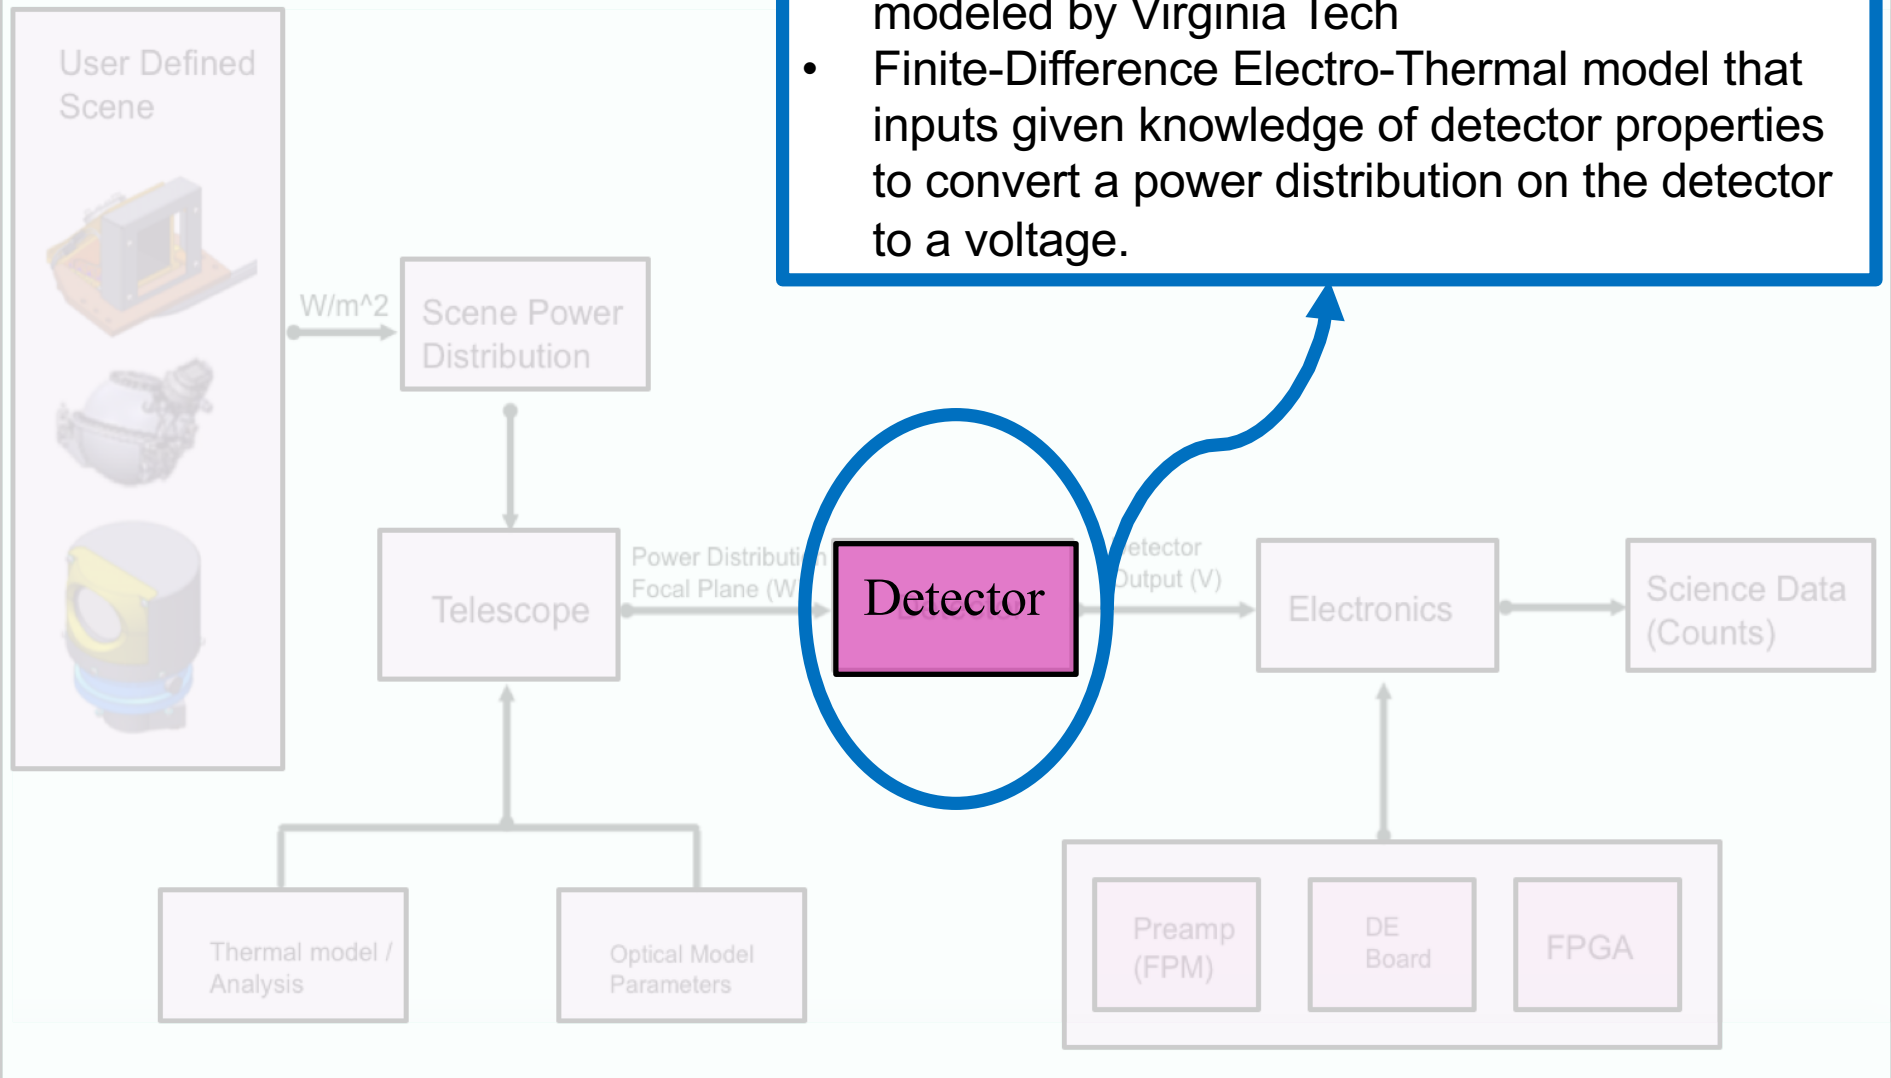 modeled by Virginia Tech
• Finite-Difference Electro-Thermal model that
inputs given knowledge of detector properties
to convert a power distribution on the detector
to a voltage.
User Defined
Scene
W/m^2
Scene Power
Distribution
Telescope
Power Distribution
Focal Plane (W
Detector
Detector
Output (V)
Electronics
Science Data
(Counts)
Thermal model /
Analysis
Optical Model
Parameters
Preamp
(FPM)
DE
Board
FPGA